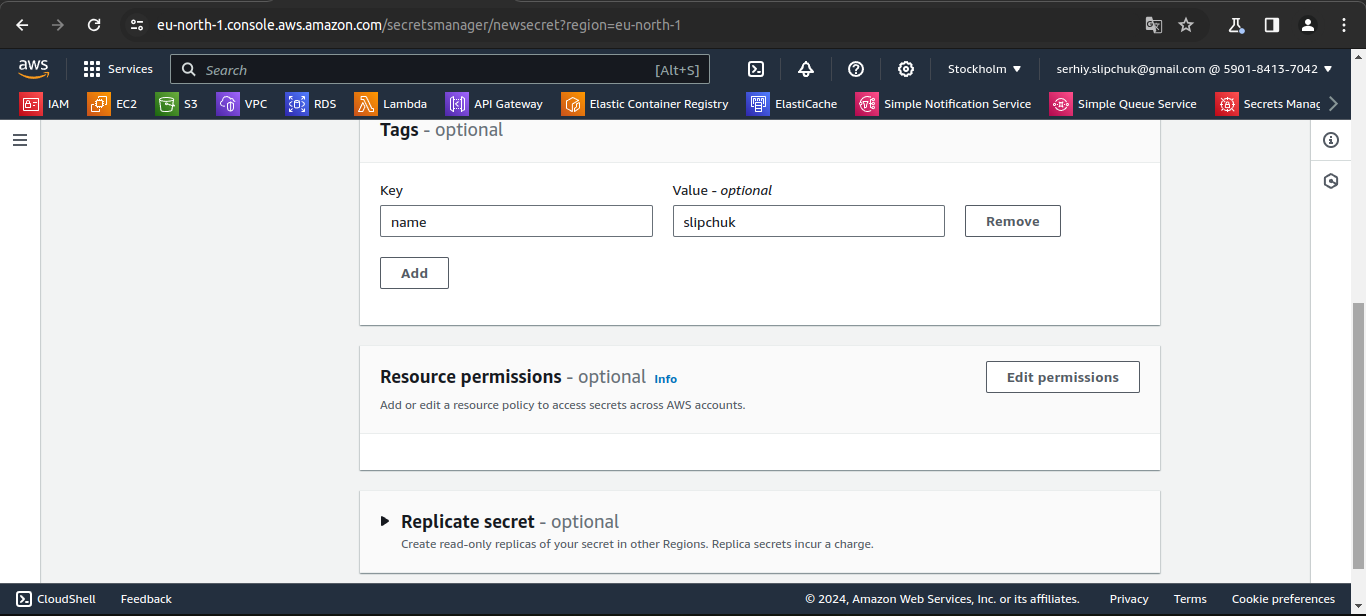 eu-north-1.console.aws.amazon.com/secretsmanager/newsecret?region=eu-north-1
aws Services Search [Alt+S] Stockholm serhiy.slipchuk@gmail.com @ 5901-8413-7042
IAM EC2 S3 VPC RDS Lambda API Gateway Elastic Container Registry ElastiCache Simple Notification Service Simple Queue Service Secrets Manag
Tags - optional
Key Value - optional
name slipchuk Remove
Add
Resource permissions - optional Info Edit permissions
Add or edit a resource policy to access secrets across AWS accounts.
Replicate secret - optional
Create read-only replicas of your secret in other Regions. Replica secrets incur a charge.
CloudShell Feedback © 2024, Amazon Web Services, Inc. or its affiliates. Privacy Terms Cookie preferences